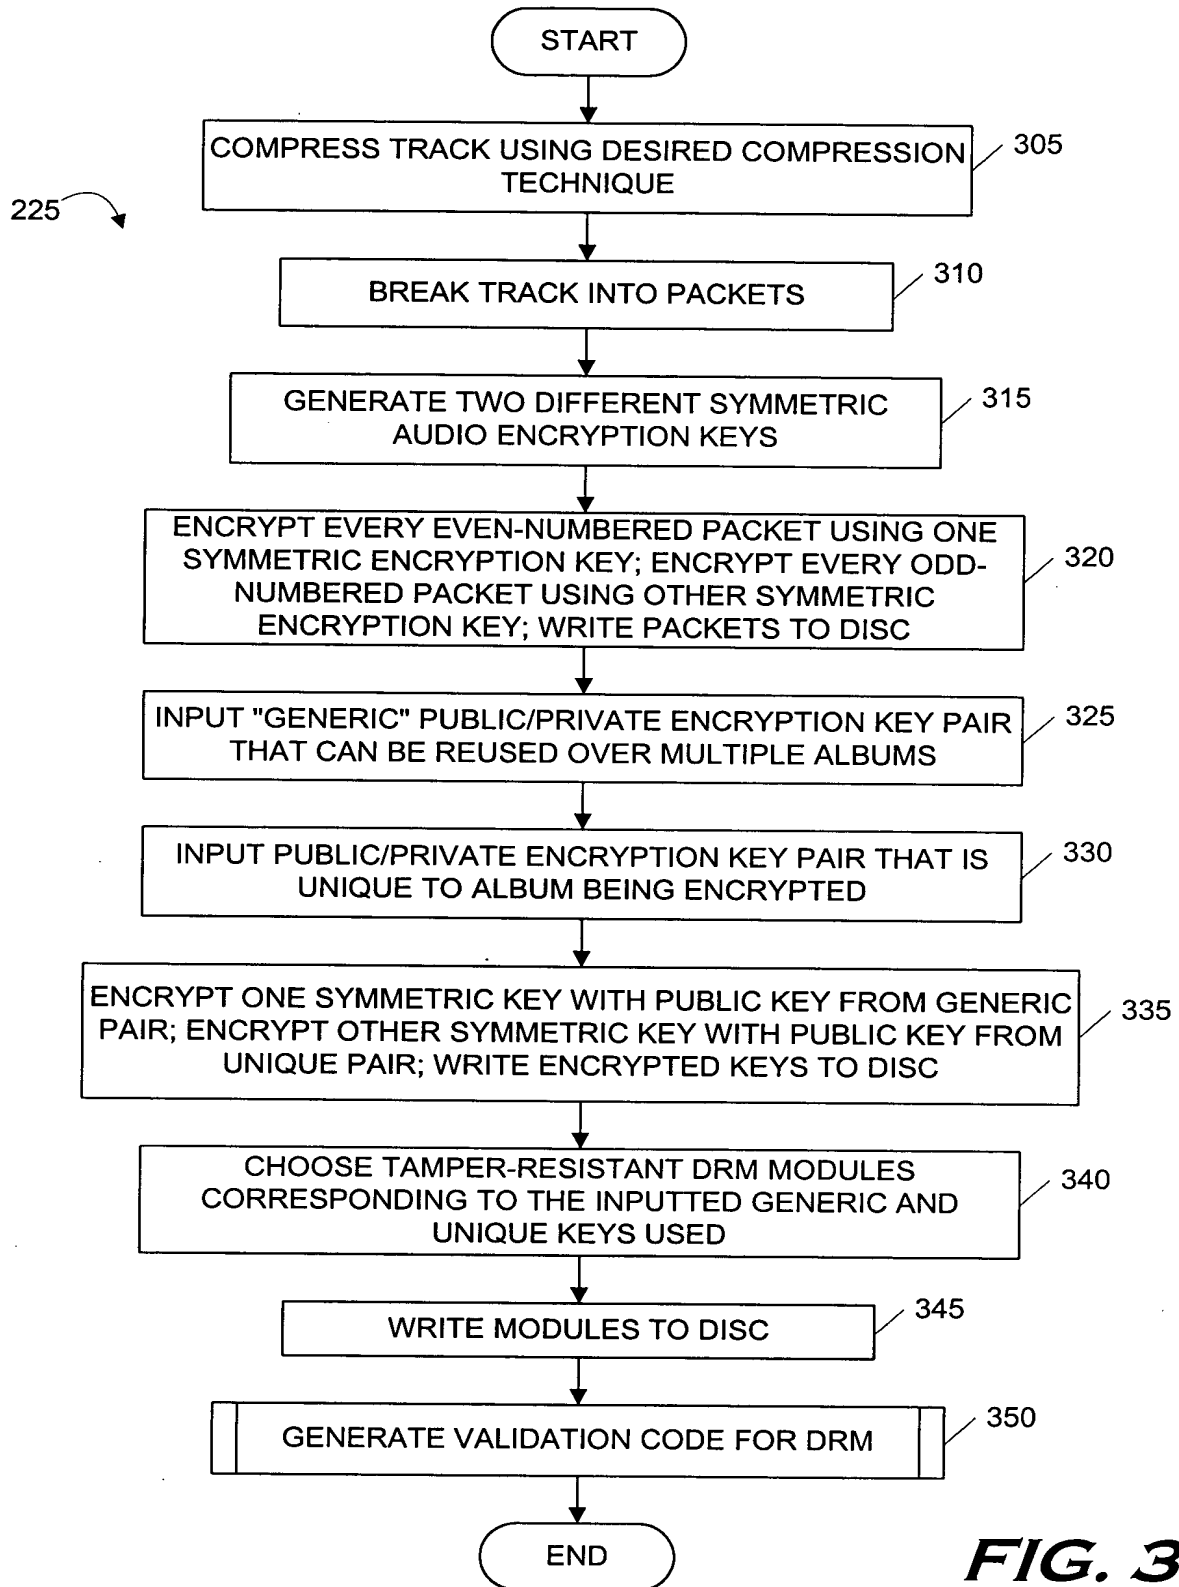 START
COMPRESS TRACK USING DESIRED COMPRESSION
TECHNIQUE
305
225
BREAK TRACK INTO PACKETS
310
GENERATE TWO DIFFERENT SYMMETRIC
AUDIO ENCRYPTION KEYS
315
ENCRYPT EVERY EVEN-NUMBERED PACKET USING ONE
SYMMETRIC ENCRYPTION KEY; ENCRYPT EVERY ODD-
NUMBERED PACKET USING OTHER SYMMETRIC
ENCRYPTION KEY; WRITE PACKETS TO DISC
320
INPUT "GENERIC" PUBLIC/PRIVATE ENCRYPTION KEY PAIR
THAT CAN BE REUSED OVER MULTIPLE ALBUMS
325
INPUT PUBLIC/PRIVATE ENCRYPTION KEY PAIR THAT IS
UNIQUE TO ALBUM BEING ENCRYPTED
330
ENCRYPT ONE SYMMETRIC KEY WITH PUBLIC KEY FROM GENERIC
PAIR; ENCRYPT OTHER SYMMETRIC KEY WITH PUBLIC KEY FROM
UNIQUE PAIR; WRITE ENCRYPTED KEYS TO DISC
335
CHOOSE TAMPER-RESISTANT DRM MODULES
CORRESPONDING TO THE INPUTTED GENERIC AND
UNIQUE KEYS USED
340
WRITE MODULES TO DISC
345
GENERATE VALIDATION CODE FOR DRM
350
END
FIG. 3